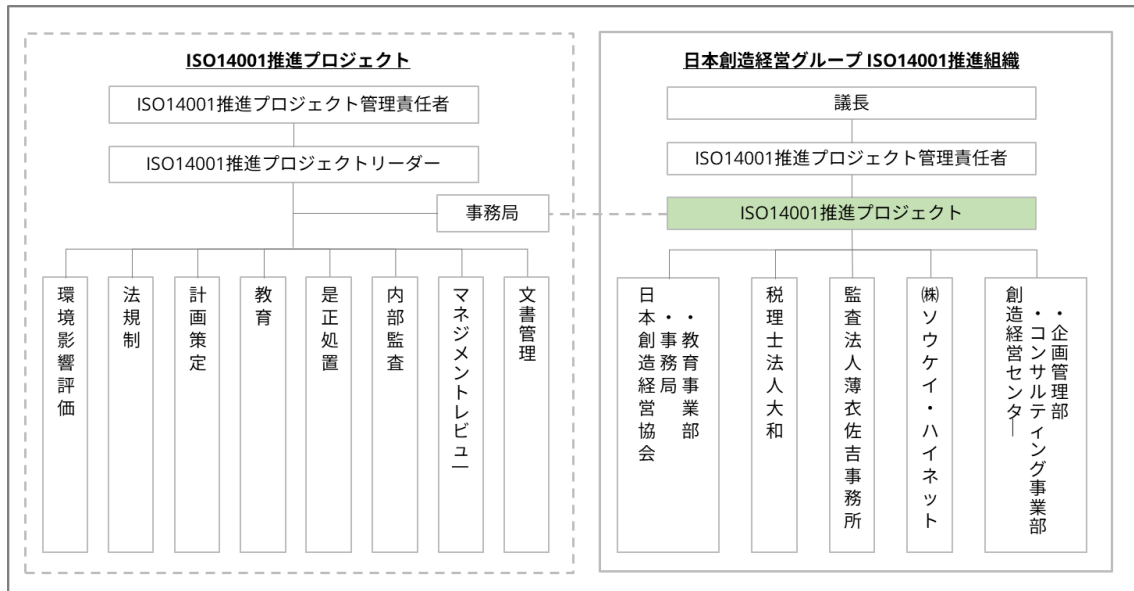 ISO14001推進プロジェクト
ISO14001推進プロジェクト管理責任者
ISO14001推進プロジェクトリーダー
事務局
環境影響評価
法規制
計画策定
教育
是正処置
内部監査
マネジメントレビュー
文書管理
日本創造経営グループ ISO14001推進組織
議長
ISO14001推進プロジェクト管理責任者
ISO14001推進プロジェクト
日本創造経営協会
・事務局
・教育事業部
税理士法人大和
監査法人薄衣佐吉事務所
㈱ソウケイ・ハイネット
創造経営センター
・コンサルティング事業部
・企画管理部